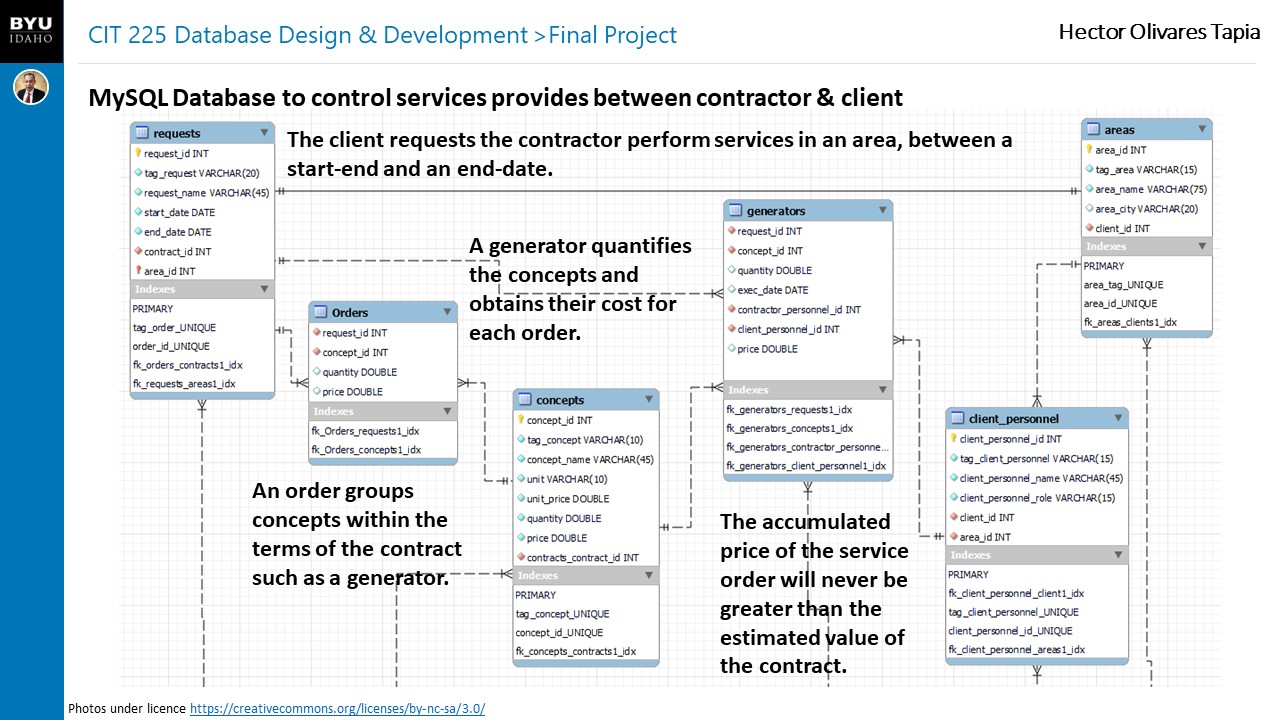 BYU
IDAHO
CIT 225 Database Design & Development >Final Project
Hector Olivares Tapia
MySQL Database to control services provides between contractor & client
requests
request_id INT
tag_request VARCHAR(20)
request_name VARCHAR(45)
start_date DATE
end_date DATE
contract_id INT
area_id INT
Indexes
PRIMARY
tag_order_UNIQUE
order_id_UNIQUE
fk_orders_contracts1_idx
fk_requests_areas1_idx
The client requests the contractor perform services in an area, between a
start-end and an end-date.
areas
area_id INT
tag_area VARCHAR(15)
area_name VARCHAR(75)
area_city VARCHAR(20)
client_id INT
Indexes
PRIMARY
area_tag_UNIQUE
area_id_UNIQUE
fk_areas_clients1_idx
generators
request_id INT
concept_id INT
quantity DOUBLE
exec_date DATE
contractor_personnel_id INT
client_personnel_id INT
price DOUBLE
Indexes
fk_generators_requests1_idx
fk_generators_concepts1_idx
fk_generators_contractor_personne...
fk_generators_client_personnel1_idx
A generator quantifies
the concepts and
obtains their cost for
each order.
Orders
request_id INT
concept_id INT
quantity DOUBLE
price DOUBLE
Indexes
fk_Orders_requests1_idx
fk_Orders_concepts1_idx
concepts
concept_id INT
tag_concept VARCHAR(10)
concept_name VARCHAR(45)
unit VARCHAR(10)
unit_price DOUBLE
quantity DOUBLE
price DOUBLE
contracts_contract_id INT
Indexes
PRIMARY
tag_concept_UNIQUE
concept_id_UNIQUE
fk_concepts_contracts1_idx
client_personnel
client_personnel_id INT
tag_client_personnel VARCHAR(15)
client_personnel_name VARCHAR(45)
client_personnel_role VARCHAR(15)
client_id INT
area_id INT
Indexes
PRIMARY
fk_client_personnel_client1_idx
tag_client_personnel_UNIQUE
client_personnel_id_UNIQUE
fk_client_personnel_areas1_idx
An order groups
concepts within the
terms of the contract
such as a generator.
The accumulated
price of the service
order will never be
greater than the
estimated value of
the contract.
Photos under licence https://creativecommons.org/licenses/by-nc-sa/3.0/